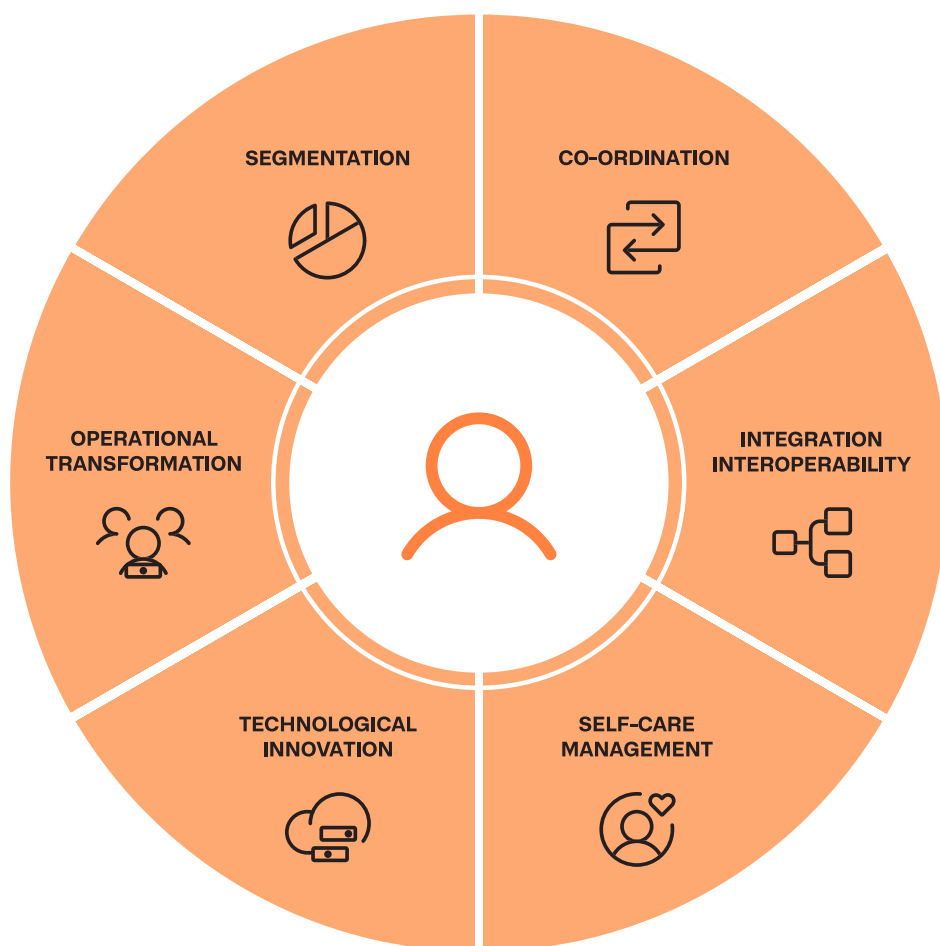 SEGMENTATION
CO-ORDINATION
OPERATIONAL
TRANSFORMATION
INTEGRATION
INTEROPERABILITY
TECHNOLOGICAL
INNOVATION
SELF-CARE
MANAGEMENT